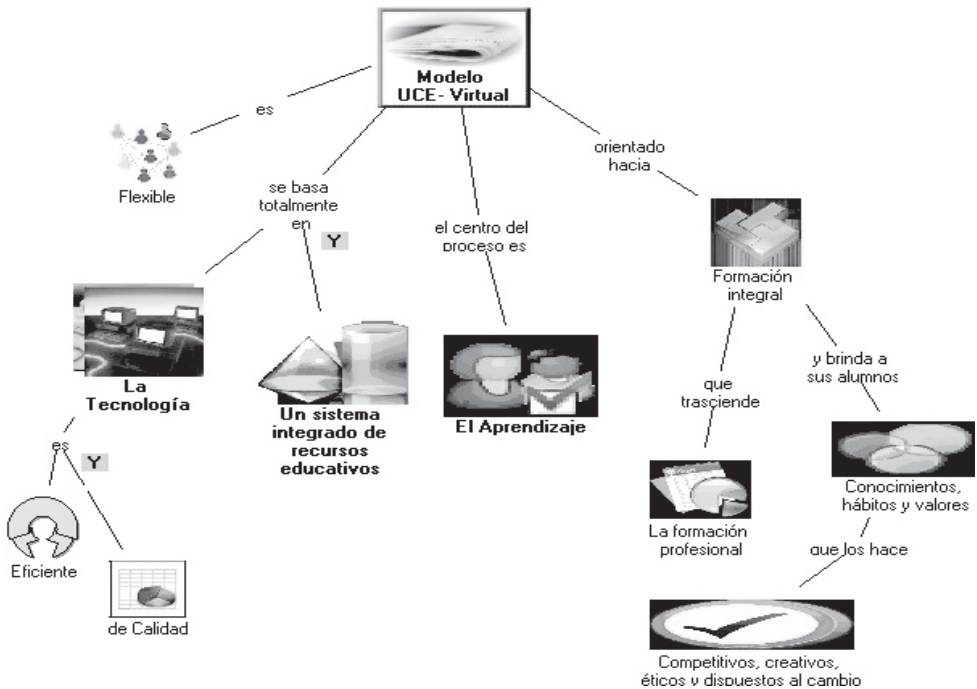 Modelo
UCE- Virtual
es
Flexible
se basa
totalmente
en
Y
el centro del
proceso es
orientado
hacia
Formación
integral
La
Tecnología
Un sistema
integrado de
recursos
educativos
El Aprendizaje
que
trasciende
y brinda a
sus alumnos
es
Y
Eficiente
de Calidad
La formación
profesional
Conocimientos,
hábitos y valores
que los hace
Competitivos, creativos,
éticos y dispuestos al cambio